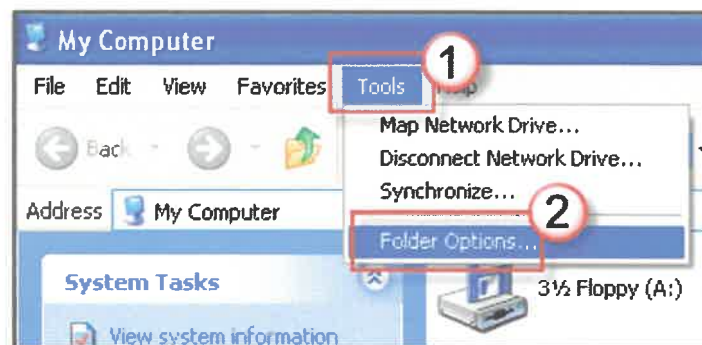 My Computer
1
File Edit View Favorites Tools
Map Network Drive...
Back
Disconnect Network Drive...
Synchronize...
Address My Computer
2
Folder Options...
System Tasks
3½ Floppy (A:)
View system information